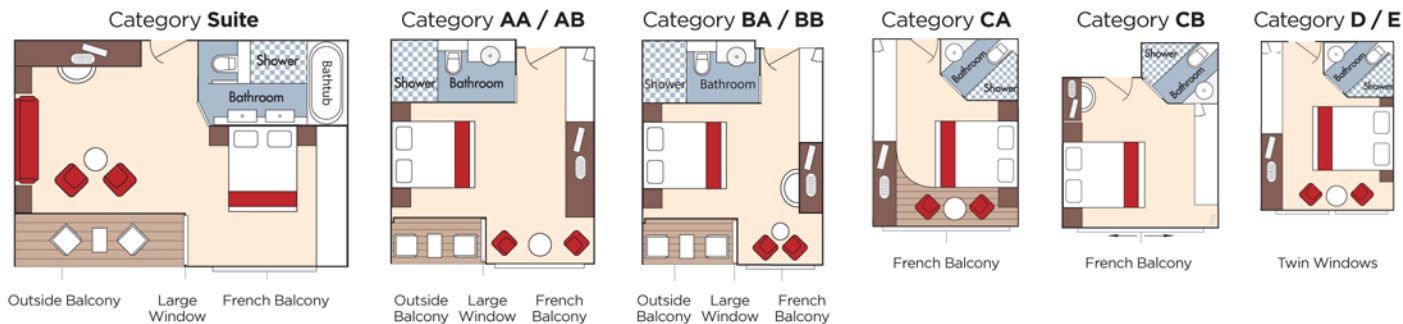 Category Suite
Shower
Bathtub
Bathroom
Outside Balcony
Large
Window
French Balcony
Category AA / AB
Shower
Bathroom
Outside
Balcony
Large
Window
French
Balcony
Category BA / BB
Shower
Bathroom
Outside
Balcony
Large
Window
French
Balcony
Category CA
Bathroom
Shower
French Balcony
Category CB
Shower
Bathroom
French Balcony
Category D / E
Bathroom
Shower
Twin Windows